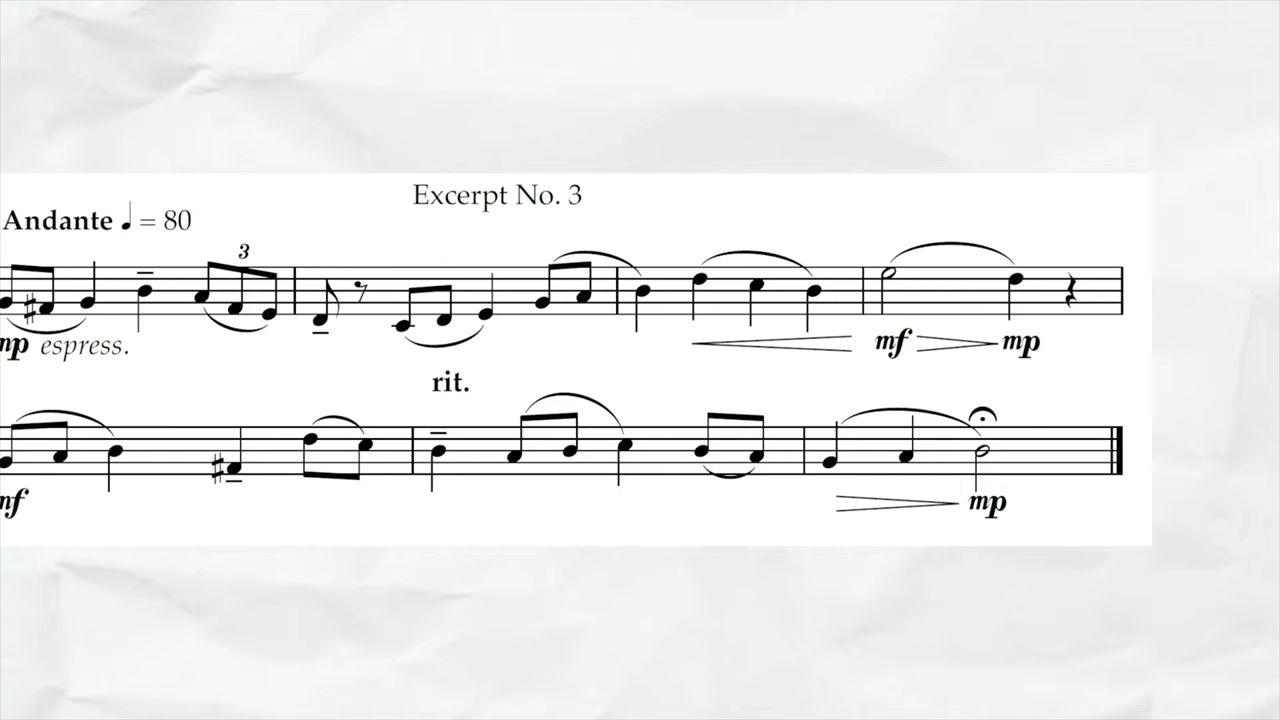 Excerpt No. 3
Andante ♩ = 80
3
mp espress.
mf mp
rit.
mf
mp